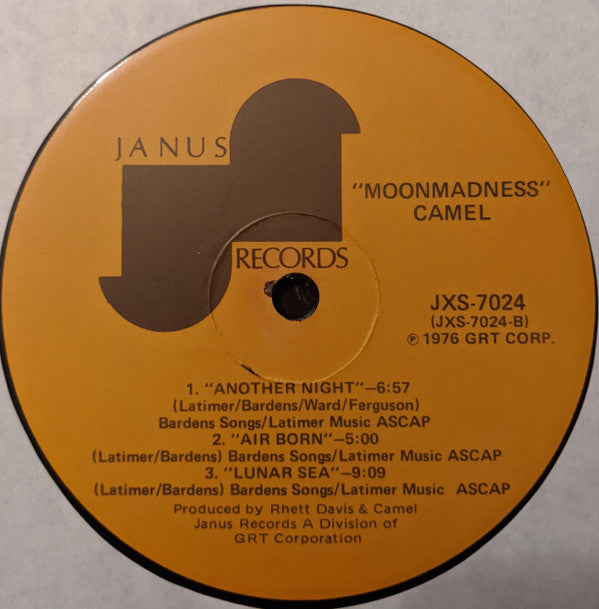 JANUS
RECORDS
"MOONMADNESS"
CAMEL
JXS-7024
(JXS-7024-B)
℗ 1976 GRT CORP.
1. "ANOTHER NIGHT"—6:57
(Latimer/Bardens/Ward/Ferguson)
Bardens Songs/Latimer Music ASCAP
2. "AIR BORN"—5:00
(Latimer/Bardens) Bardens Songs/Latimer Music ASCAP
3. "LUNAR SEA"—9:09
(Latimer/Bardens) Bardens Songs/Latimer Music ASCAP
Produced by Rhett Davis & Camel
Janus Records A Division of
GRT Corporation